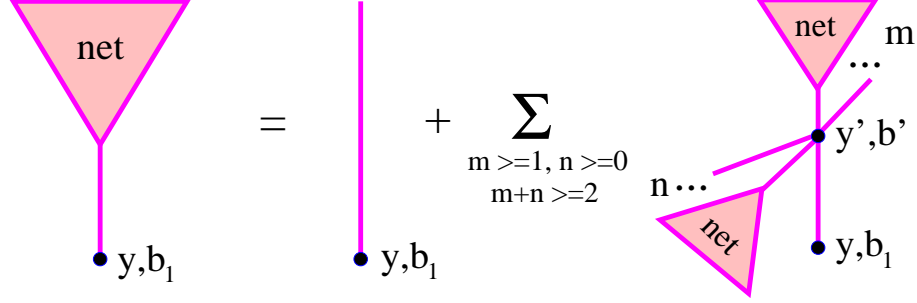 net
y,b₁
=
y,b₁
+ Σ
m >=1, n >=0
m+n >=2
net
... m
y',b'
n ...
net
y,b₁